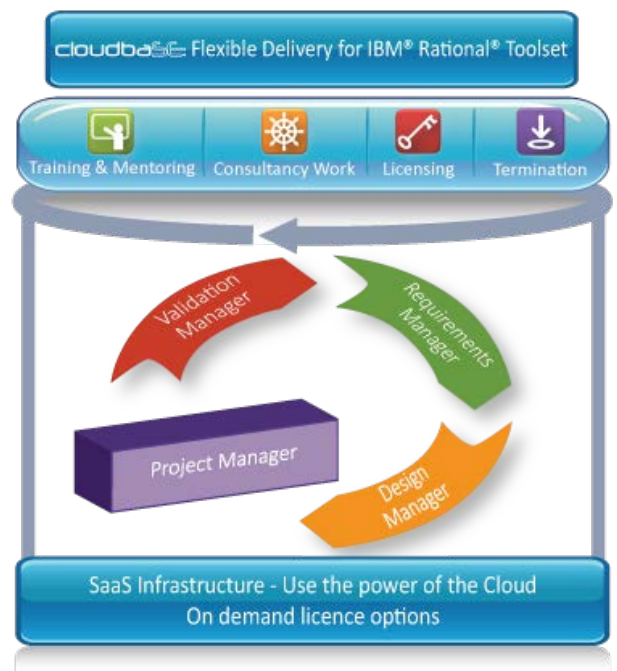 cloudbaSE Flexible Delivery for IBM® Rational® Toolset
Training & Mentoring
Consultancy Work
Licensing
Termination
Validation
Manager
Requirements
Manager
Project Manager
Design
Manager
SaaS Infrastructure - Use the power of the Cloud
On demand licence options